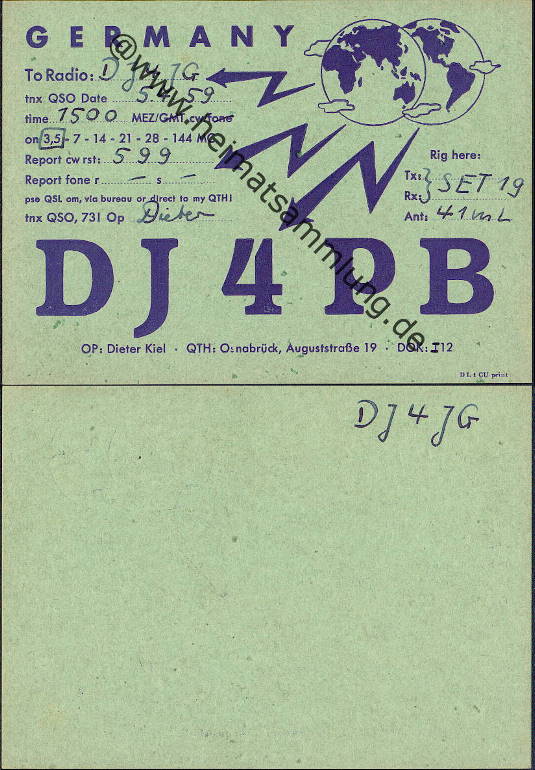 GERMANY
To Radio: DJ4JG
tnx QSO Date 5.4.59
time 1500 MEZ/GMT cw/fone
on 3,5 - 7 - 14 - 21 - 28 - 144 MC
Report cw rst: 599
Report fone r — s —
pse QSL om, via bureau or direct to my QTH!
tnx QSO, 73! Op Dieter
Rig here:
Tx: } SET 19
Rx:
Ant: 41 m L
DJ4PB
OP: Dieter Kiel · QTH: Osnabrück, Auguststraße 19 · DOK: I12
DL1CU print
@www.heimatsammlung.de
DJ4JG